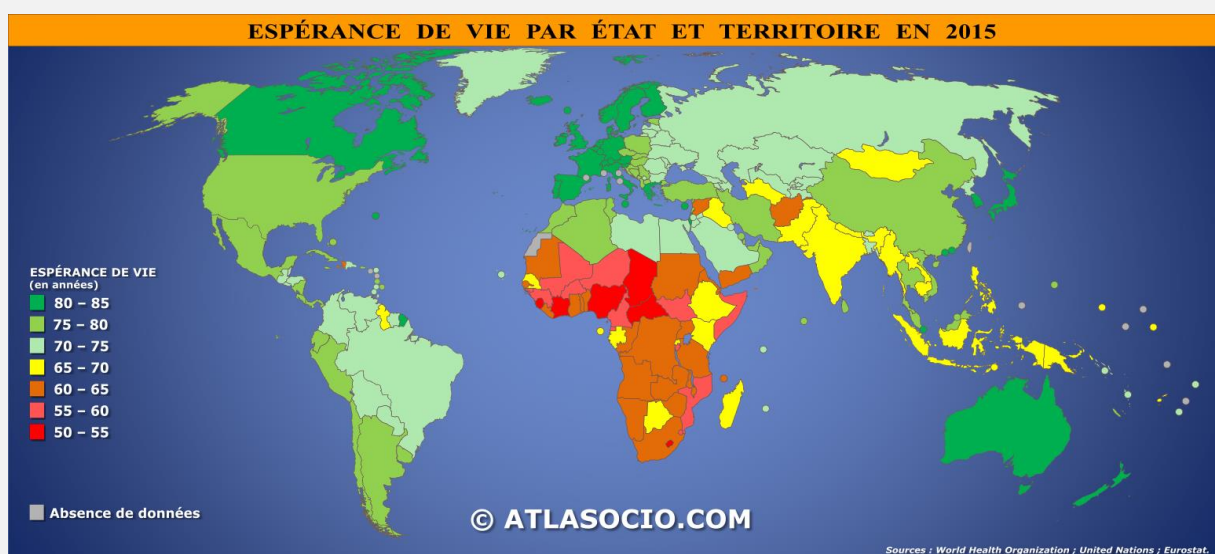 ESPÉRANCE DE VIE PAR ÉTAT ET TERRITOIRE EN 2015
ESPÉRANCE DE VIE
(en années)
80 – 85
75 – 80
70 – 75
65 – 70
60 – 65
55 – 60
50 – 55
Absence de données
© ATLASOCIO.COM
Sources : World Health Organization ; United Nations ; Eurostat.